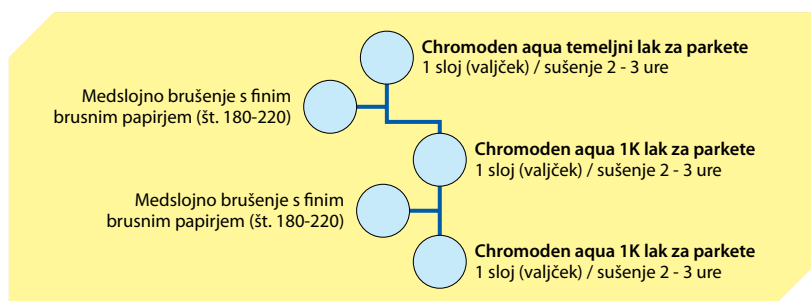 Chromoden aqua temeljni lak za parkete
1 sloj (valjček) / sušenje 2 - 3 ure
Medslojno brušenje s finim
brusnim papirjem (št. 180-220)
Chromoden aqua 1K lak za parkete
1 sloj (valjček) / sušenje 2 - 3 ure
Medslojno brušenje s finim
brusnim papirjem (št. 180-220)
Chromoden aqua 1K lak za parkete
1 sloj (valjček) / sušenje 2 - 3 ure